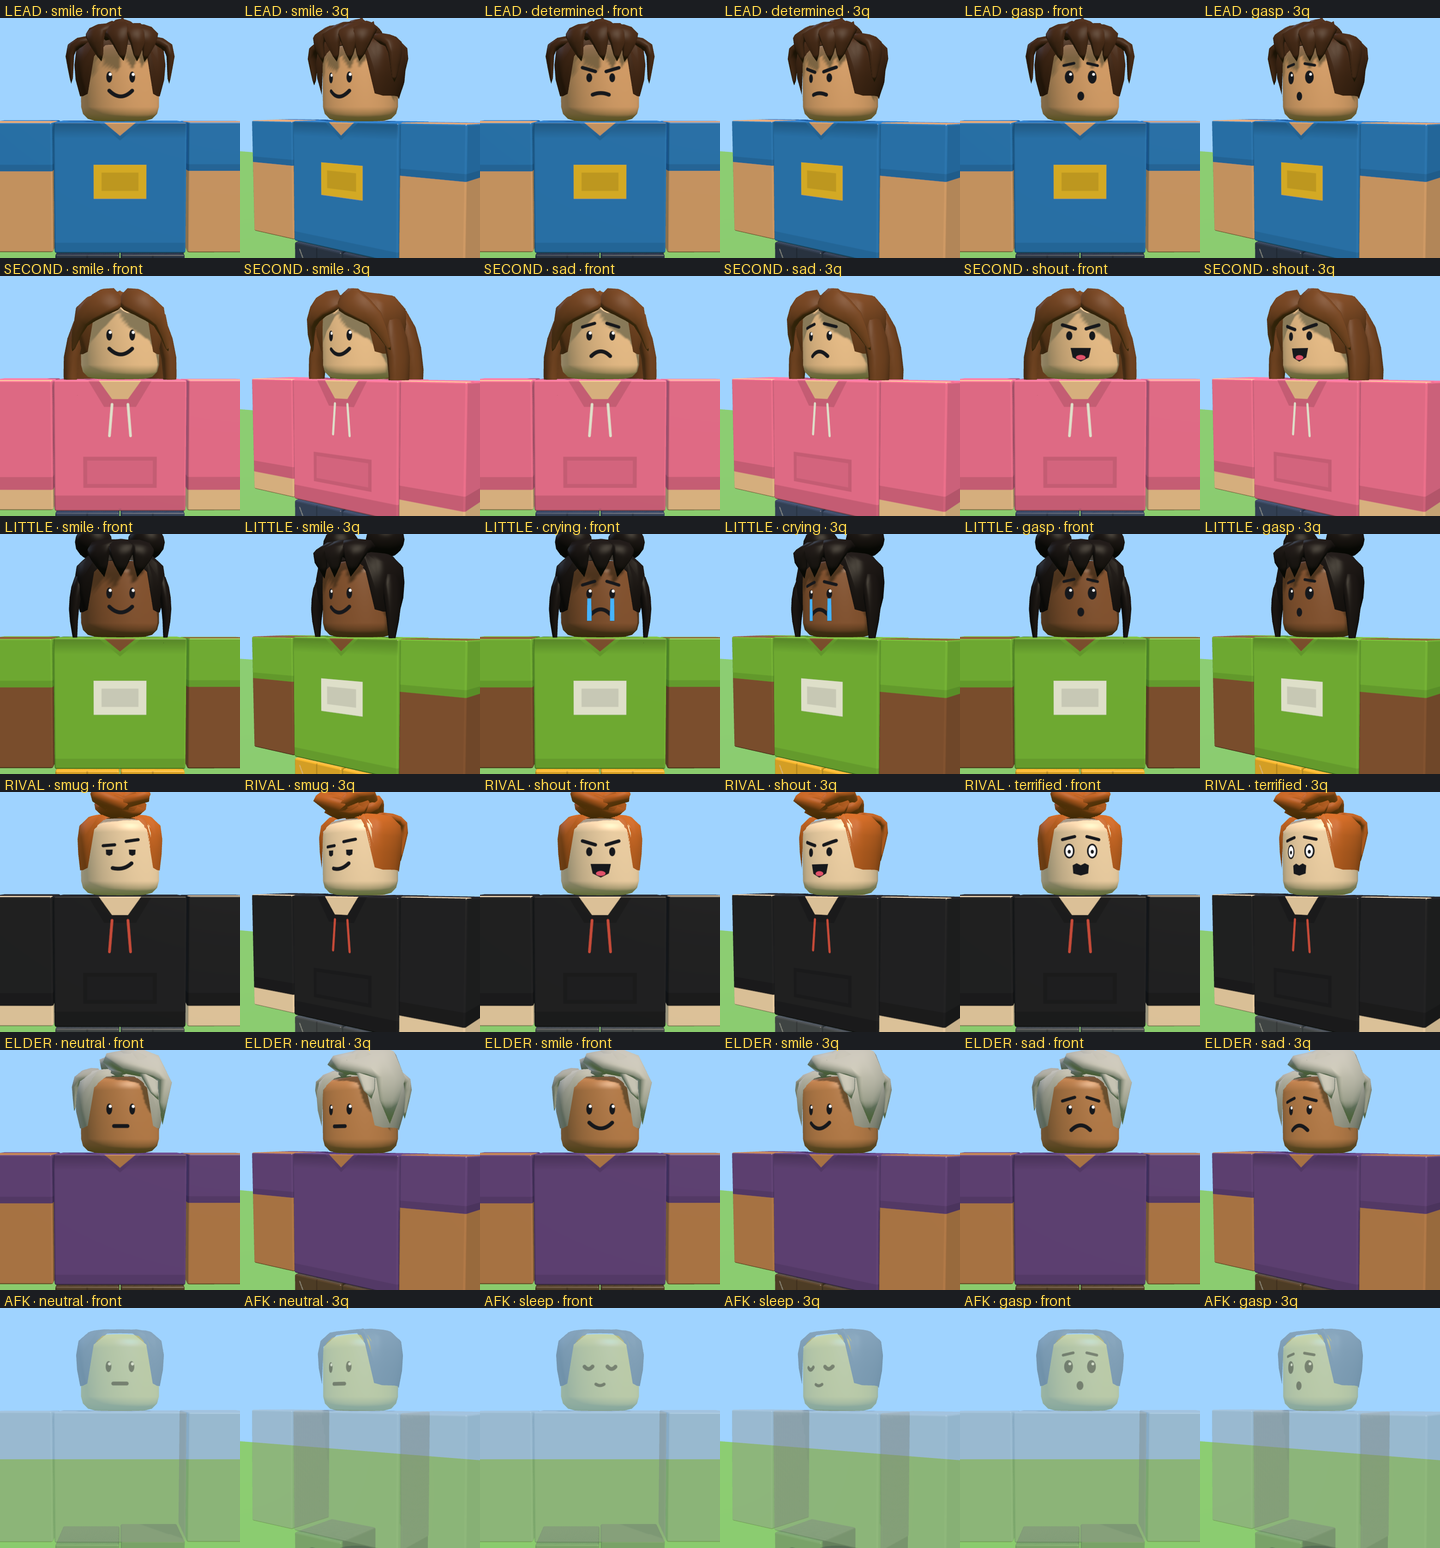 LEAD · smile · front
LEAD · smile · 3q
LEAD · determined · front
LEAD · determined · 3q
LEAD · gasp · front
LEAD · gasp · 3q
SECOND · smile · front
SECOND · smile · 3q
SECOND · sad · front
SECOND · sad · 3q
SECOND · shout · front
SECOND · shout · 3q
LITTLE · smile · front
LITTLE · smile · 3q
LITTLE · crying · front
LITTLE · crying · 3q
LITTLE · gasp · front
LITTLE · gasp · 3q
RIVAL · smug · front
RIVAL · smug · 3q
RIVAL · shout · front
RIVAL · shout · 3q
RIVAL · terrified · front
RIVAL · terrified · 3q
ELDER · neutral · front
ELDER · neutral · 3q
ELDER · smile · front
ELDER · smile · 3q
ELDER · sad · front
ELDER · sad · 3q
AFK · neutral · front
AFK · neutral · 3q
AFK · sleep · front
AFK · sleep · 3q
AFK · gasp · front
AFK · gasp · 3q